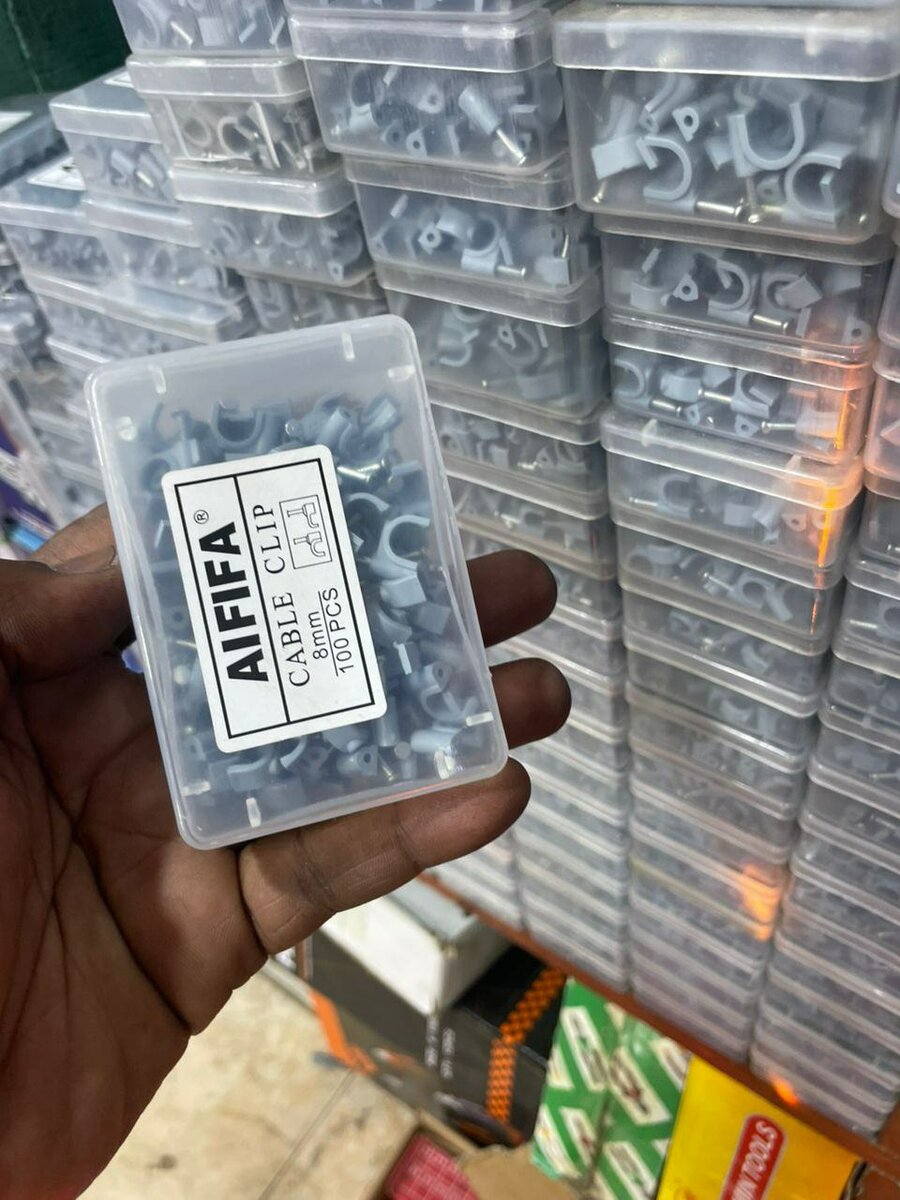 AIFIFA®
CABLE CLIP
8mm
100 PCS